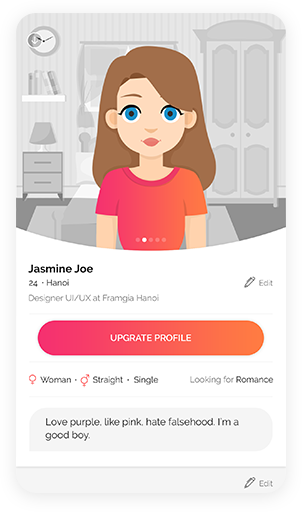 Jasmine Joe
24 • Hanoi
Edit
Designer UI/UX at Framgia Hanoi
UPGRATE PROFILE
Woman • Straight • Single
Looking for Romance
Love purple, like pink, hate falsehood. I'm a
good boy.
Edit